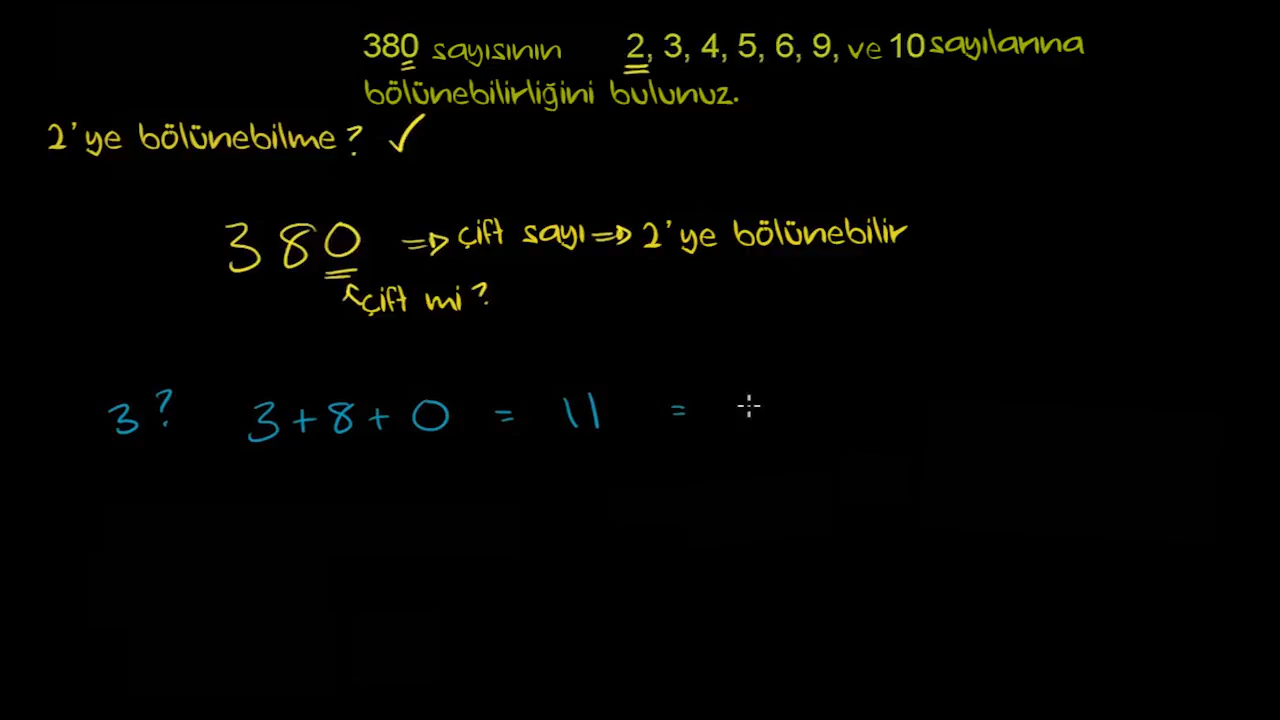 380 sayısının 2, 3, 4, 5, 6, 9, ve 10 sayılarına
bölünebilirliğini bulunuz.
2'ye bölünebilme? ✓
380 => çift sayı => 2'ye bölünebilir
çift mi?
3? 3+8+0 = 11 =